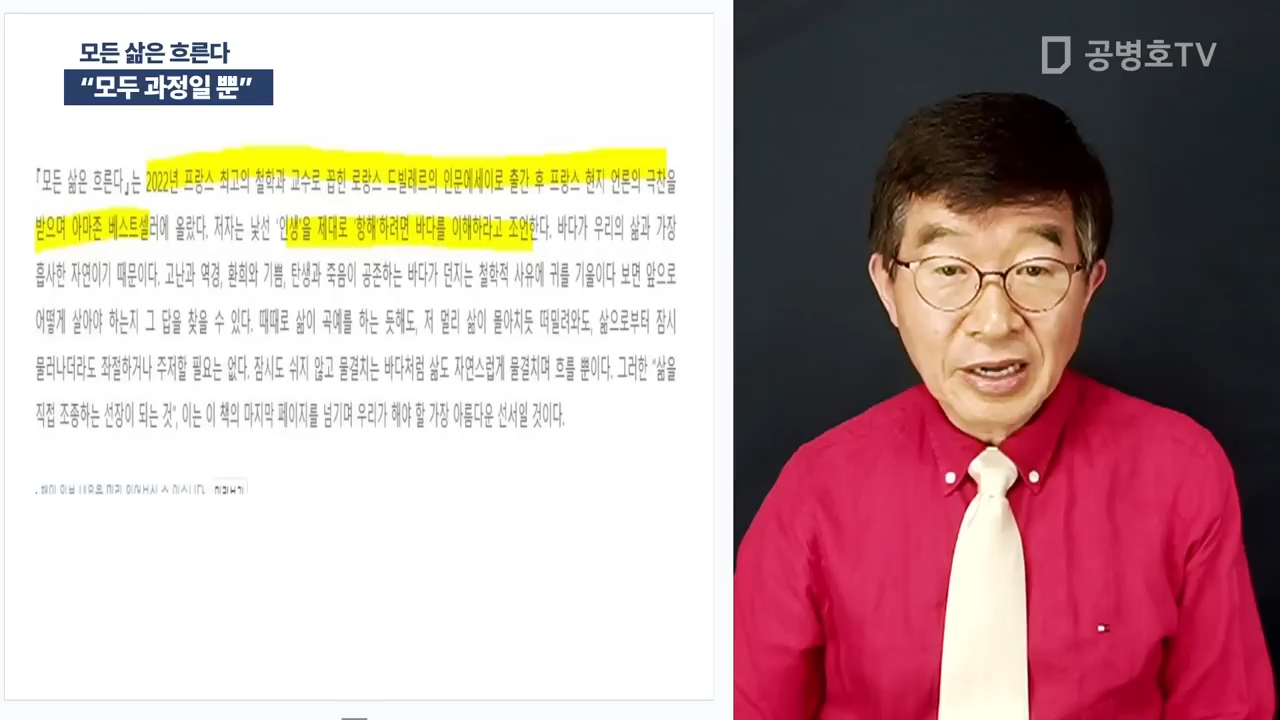 모든 삶은 흐른다
“모두 과정일 뿐”
공병호TV
『모든 삶은 흐른다』는 2022년 프랑스 최고의 철학과 교수로 꼽힌 로랑스 드빌레르의 인문에세이로 출간 후 프랑스 현지 언론의 극찬을
받으며 아마존 베스트셀러에 올랐다. 저자는 낯선 ‘인생’을 제대로 ‘항해’하려면 바다를 이해하라고 조언한다. 바다가 우리의 삶과 가장
흡사한 자연이기 때문이다. 고난과 역경, 환희와 기쁨, 탄생과 죽음이 공존하는 바다가 던지는 철학적 사유에 귀를 기울이다 보면 앞으로
어떻게 살아야 하는지 그 답을 찾을 수 있다. 때때로 삶이 곡예를 하는 듯해도, 저 멀리 삶이 몰아치듯 떠밀려와도, 삶으로부터 잠시
물러나더라도 좌절하거나 주저할 필요는 없다. 잠시도 쉬지 않고 물결치는 바다처럼 삶도 자연스럽게 물결치며 흐를 뿐이다. 그러한 “삶을
직접 조종하는 선장이 되는 것”, 이는 이 책의 마지막 페이지를 넘기며 우리가 해야 할 가장 아름다운 선서일 것이다.